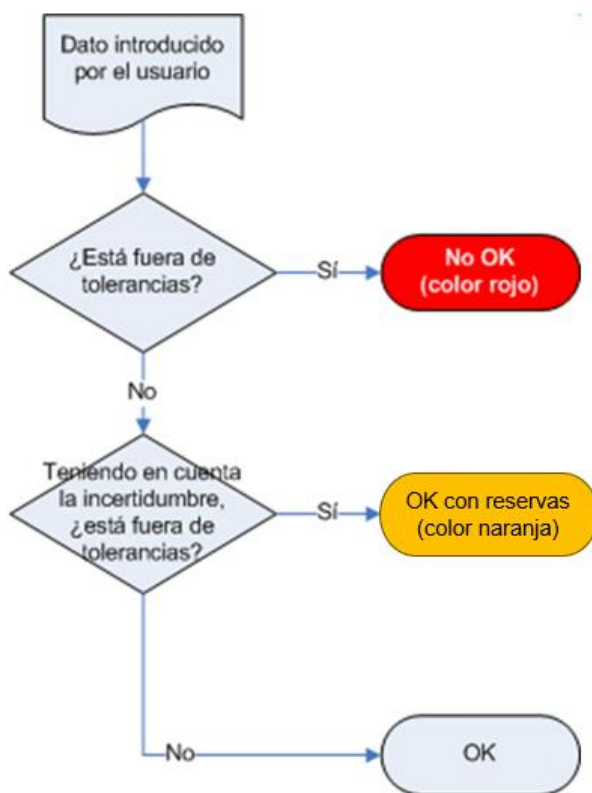 Dato introducido
por el usuario
¿Está fuera de
tolerancias?
Sí
No OK
(color rojo)
No
Teniendo en cuenta
la incertidumbre,
¿está fuera de
tolerancias?
Sí
OK con reservas
(color naranja)
No
OK